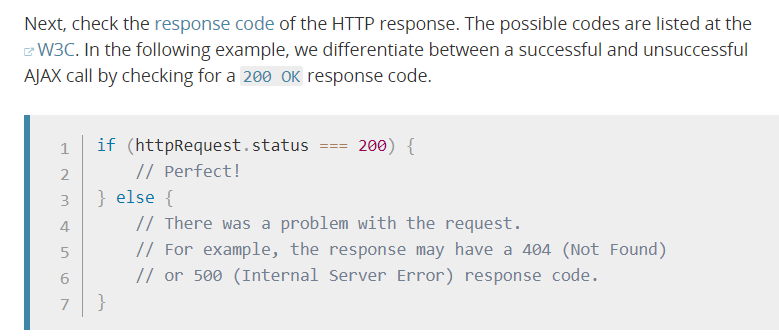 Next, check the response code of the HTTP response. The possible codes are listed at the
W3C. In the following example, we differentiate between a successful and unsuccessful
AJAX call by checking for a 200 OK response code.
1 if (httpRequest.status === 200) {
2     // Perfect!
3 } else {
4     // There was a problem with the request.
5     // For example, the response may have a 404 (Not Found)
6     // or 500 (Internal Server Error) response code.
7 }